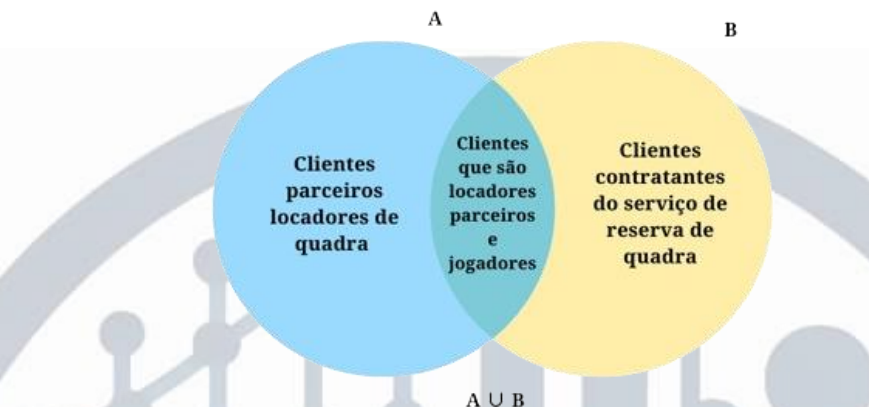 A
B
Clientes
parceiros
locadores de
quadra
Clientes
que são
locadores
parceiros
e
jogadores
Clientes
contratantes
do serviço de
reserva de
quadra
A ∪ B